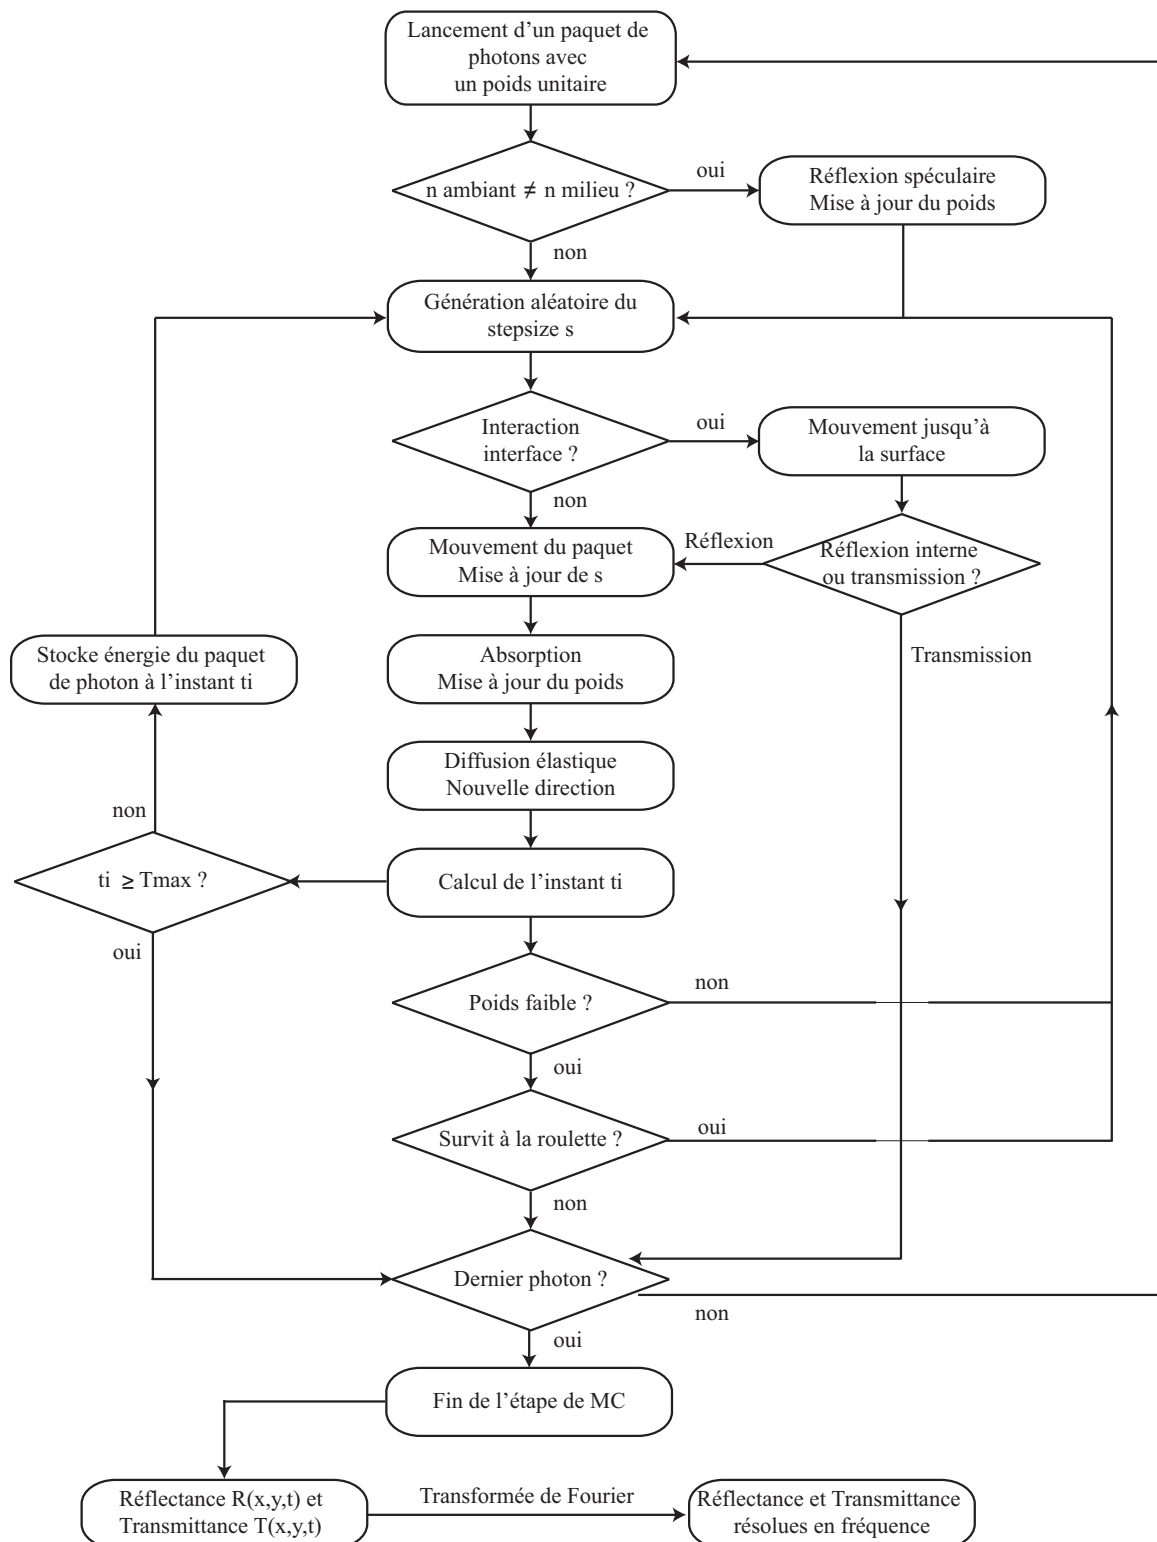 Lancement d’un paquet de
photons avec
un poids unitaire
n ambiant ≠ n milieu ?
oui
Réflexion spéculaire
Mise à jour du poids
non
Génération aléatoire du
stepsize s
Interaction
interface ?
oui
Mouvement jusqu’à
la surface
non
Mouvement du paquet
Mise à jour de s
Réflexion
Réflexion interne
ou transmission ?
Stocke énergie du paquet
de photon à l’instant ti
Absorption
Mise à jour du poids
Transmission
Diffusion élastique
Nouvelle direction
non
ti ≥ Tmax ?
Calcul de l’instant ti
oui
Poids faible ?
non
oui
Survit à la roulette ?
oui
non
Dernier photon ?
non
oui
Fin de l’étape de MC
Réflectance R(x,y,t) et
Transmittance T(x,y,t)
Transformée de Fourier
Réflectance et Transmittance
résolues en fréquence